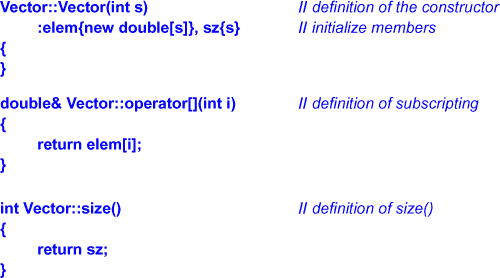 Vector::Vector(int s) // definition of the constructor
:elem{new double[s]}, sz{s} // initialize members
{
}
double& Vector::operator[](int i) // definition of subscripting
{
return elem[i];
}
int Vector::size() // definition of size()
{
return sz;
}